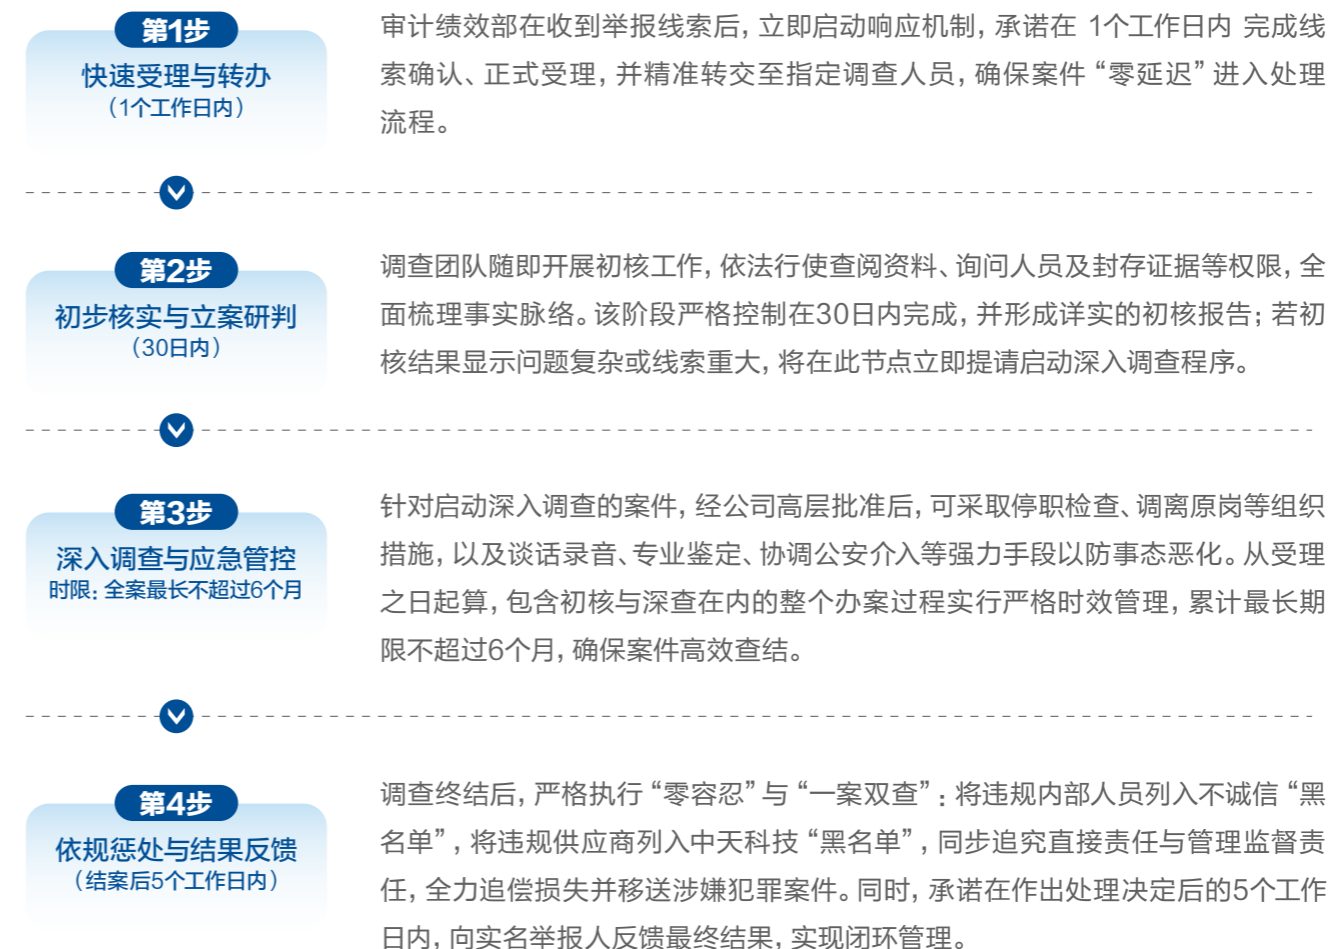 第1步
快速受理与转办
（1个工作日内）
审计绩效部在收到举报线索后，立即启动响应机制，承诺在 1个工作日内 完成线
索确认、正式受理，并精准转交至指定调查人员，确保案件“零延迟”进入处理
流程。
第2步
初步核实与立案研判
（30日内）
调查团队随即开展初核工作，依法行使查阅资料、询问人员及封存证据等权限，全
面梳理事实脉络。该阶段严格控制在30日内完成，并形成详实的初核报告；若初
核结果显示问题复杂或线索重大，将在此节点立即提请启动深入调查程序。
第3步
深入调查与应急管控
时限：全案最长不超过6个月
针对启动深入调查的案件，经公司高层批准后，可采取停职检查、调离原岗等组织
措施，以及谈话录音、专业鉴定、协调公安介入等强力手段以防事态恶化。从受理
之日起算，包含初核与深查在内的整个办案过程实行严格时效管理，累计最长期
限不超过6个月，确保案件高效查结。
第4步
依规惩处与结果反馈
（结案后5个工作日内）
调查终结后，严格执行“零容忍”与“一案双查”：将违规内部人员列入不诚信“黑
名单”，将违规供应商列入中天科技“黑名单”，同步追究直接责任与管理监督责
任，全力追偿损失并移送涉嫌犯罪案件。同时，承诺在作出处理决定后的5个工作
日内，向实名举报人反馈最终结果，实现闭环管理。